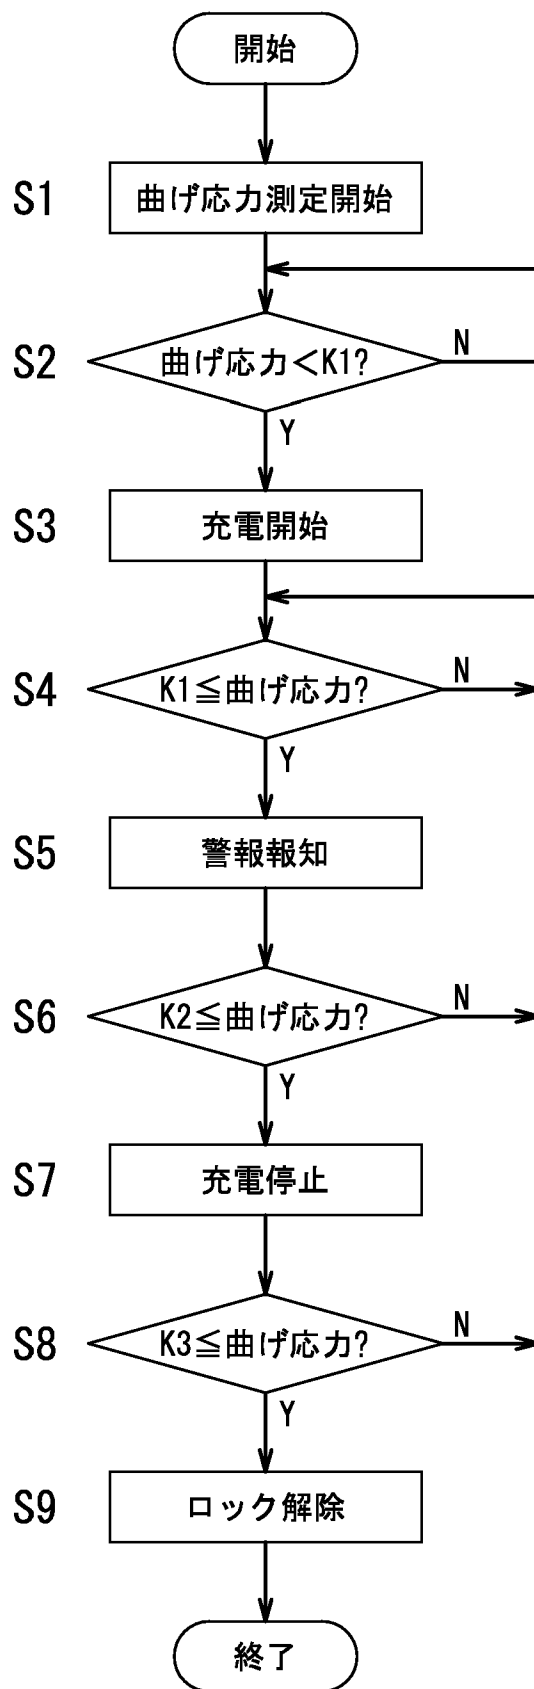 開始
S1 曲げ応力測定開始
S2 曲げ応力＜K1? N
Y
S3 充電開始
S4 K1≦曲げ応力? N
Y
S5 警報報知
S6 K2≦曲げ応力? N
Y
S7 充電停止
S8 K3≦曲げ応力? N
Y
S9 ロック解除
終了